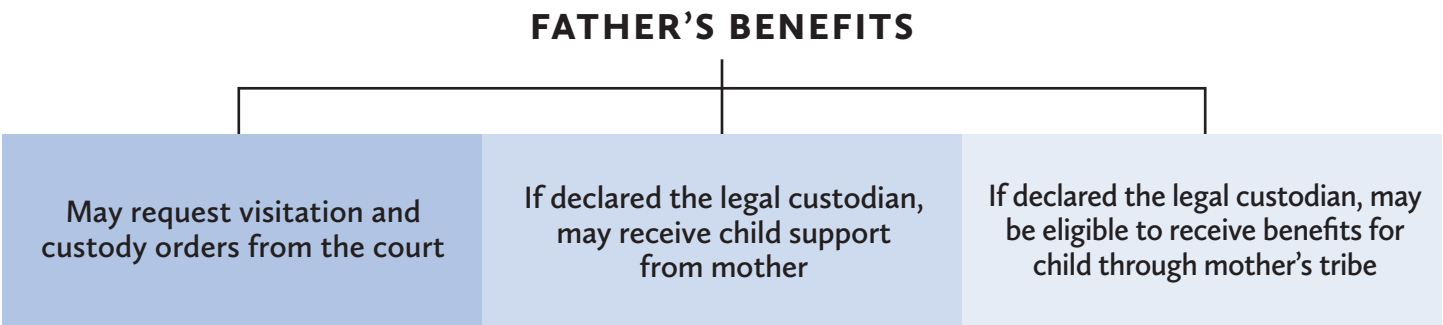 FATHER’S BENEFITS
May request visitation and
custody orders from the court
If declared the legal custodian,
may receive child support
from mother
If declared the legal custodian, may
be eligible to receive benefits for
child through mother’s tribe